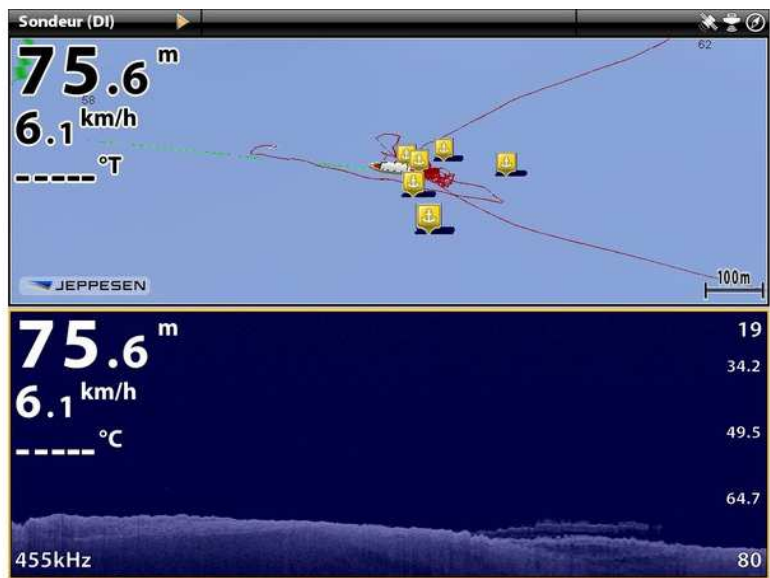 Sondeur (DI)
75.6 m
6.1 km/h
-----°T
58
62
JEPPESEN
100m
75.6 m
6.1 km/h
-----°C
19
34.2
49.5
64.7
80
455kHz